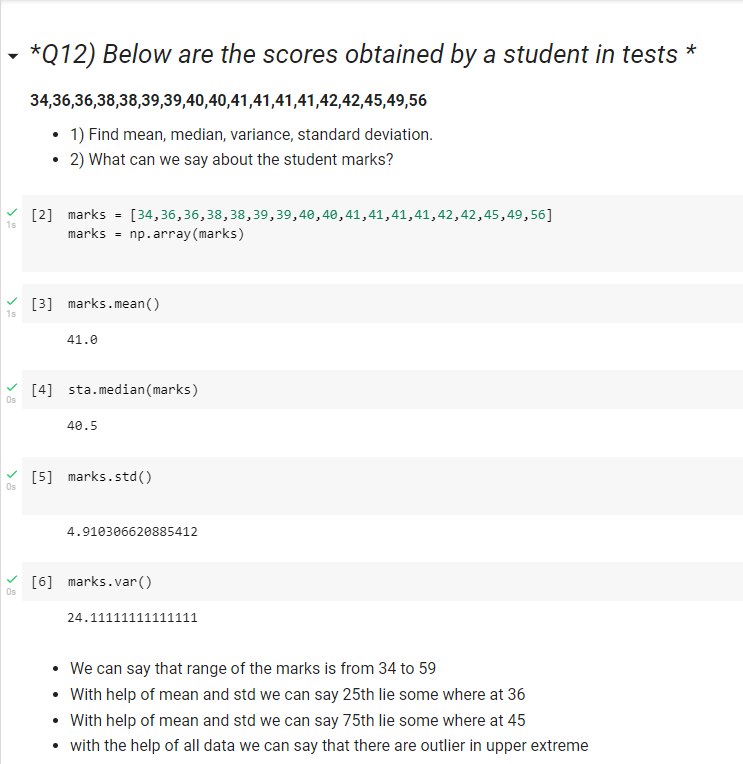 *Q12) Below are the scores obtained by a student in tests *
34,36,36,38,38,39,39,40,40,41,41,41,41,42,42,45,49,56
• 1) Find mean, median, variance, standard deviation.
• 2) What can we say about the student marks?
[2] marks = [34,36,36,38,38,39,39,40,40,41,41,41,41,42,42,45,49,56]
1s marks = np.array(marks)
[3] marks.mean()
1s
41.0
[4] sta.median(marks)
0s
40.5
[5] marks.std()
0s
4.910306620885412
[6] marks.var()
0s
24.11111111111111
• We can say that range of the marks is from 34 to 59
• With help of mean and std we can say 25th lie some where at 36
• With help of mean and std we can say 75th lie some where at 45
• with the help of all data we can say that there are outlier in upper extreme